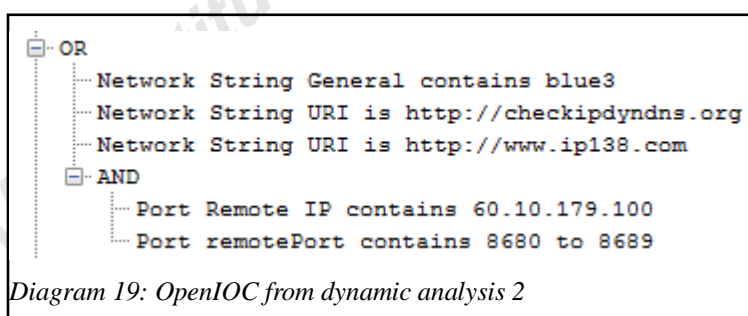 OR
Network String General contains blue3
Network String URI is http://checkipdyndns.org
Network String URI is http://www.ip138.com
AND
Port Remote IP contains 60.10.179.100
Port remotePort contains 8680 to 8689
Diagram 19: OpenIOC from dynamic analysis 2